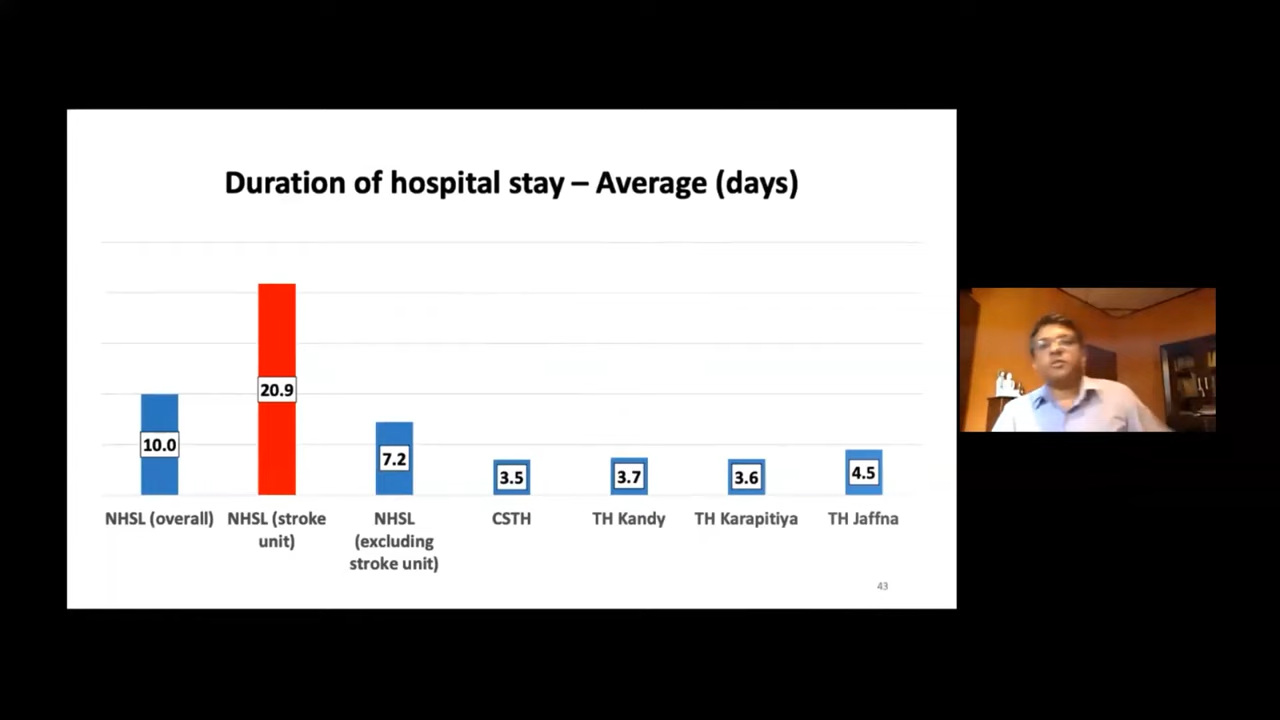 Duration of hospital stay – Average (days)
10.0
20.9
7.2
3.5
3.7
3.6
4.5
NHSL (overall)
NHSL (stroke
unit)
NHSL
(excluding
stroke unit)
CSTH
TH Kandy
TH Karapitiya
TH Jaffna
43